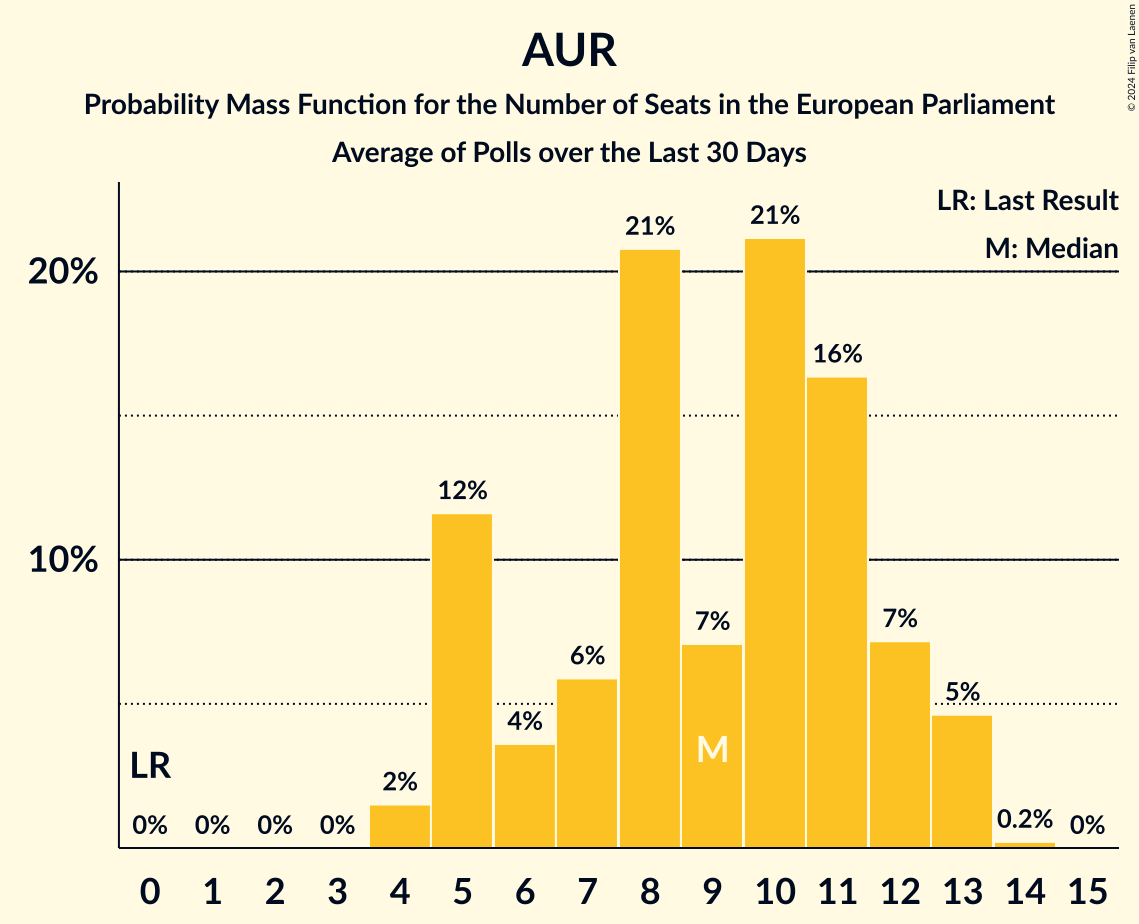 AUR
Probability Mass Function for the Number of Seats in the European Parliament
Average of Polls over the Last 30 Days
© 2024 Filip van Laenen
LR: Last Result
M: Median
20%
10%
21%
21%
16%
12%
7%
7%
6%
5%
4%
M
LR
2%
0%
0%
0%
0%
0.2%
0%
0 1 2 3 4 5 6 7 8 9 10 11 12 13 14 15